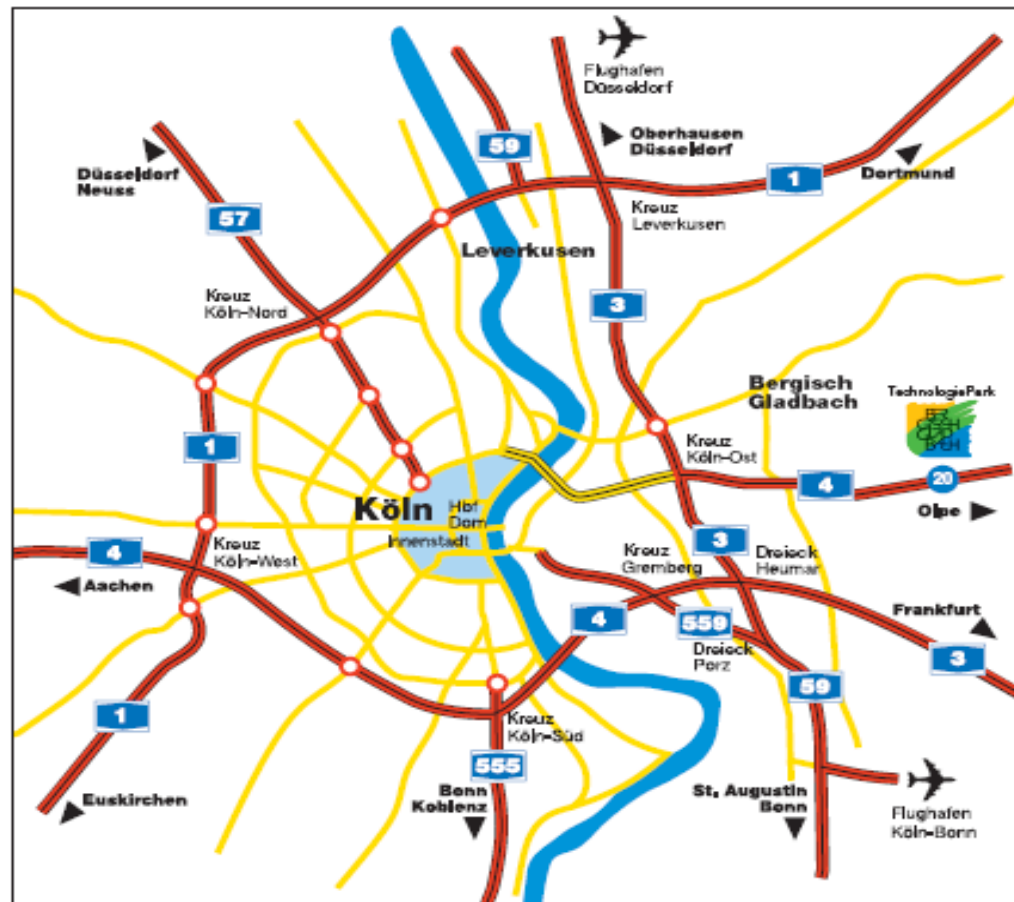 Flughafen
Düsseldorf
59
Oberhausen
Düsseldorf
Düsseldorf
Neuss
1
Dortmund
57
Kreuz
Leverkusen
Leverkusen
Kreuz
Köln-Nord
3
Bergisch
Gladbach
TechnologiePark
1
Kreuz
Köln-Ost
4
20
Olpe
Köln
Hbf
Dom
Innenstadt
4
Kreuz
Köln-West
Aachen
3
Kreuz
Gremberg
Dreieck
Heumar
4
559
Frankfurt
Dreieck
Porz
3
59
1
Kreuz
Köln-Süd
555
Euskirchen
Bonn
Koblenz
St. Augustin
Bonn
Flughafen
Köln-Bonn